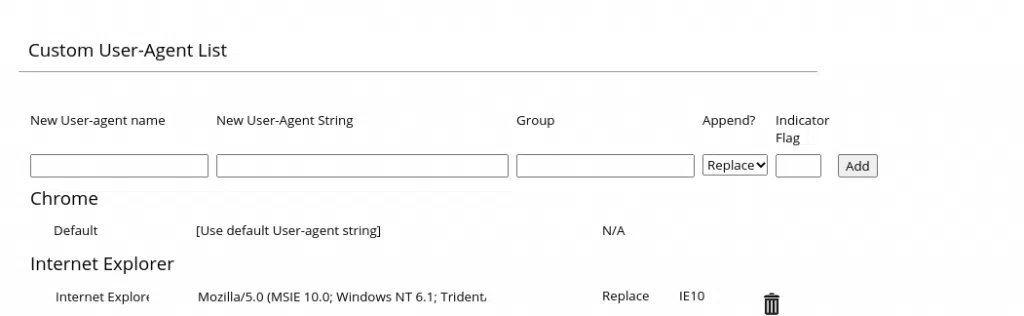 Custom User-Agent List
New User-agent name New User-Agent String Group Append? Indicator Flag
Replace Add
Chrome
Default [Use default User-agent string] N/A
Internet Explorer
Internet Explore Mozilla/5.0 (MSIE 10.0; Windows NT 6.1; Trident/ Replace IE10